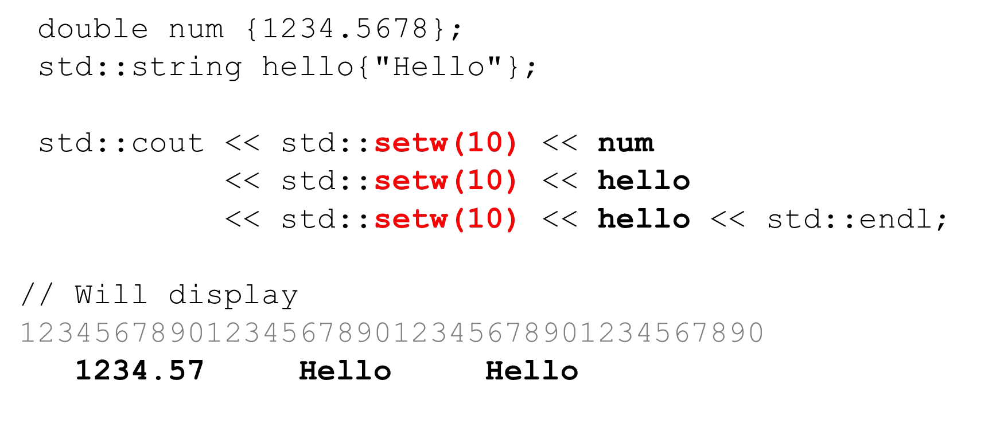 double num {1234.5678};
std::string hello{"Hello"};
std::cout << std::setw(10) << num
<< std::setw(10) << hello
<< std::setw(10) << hello << std::endl;
// Will display
1234567890123456789012345678901234567890
1234.57     Hello     Hello